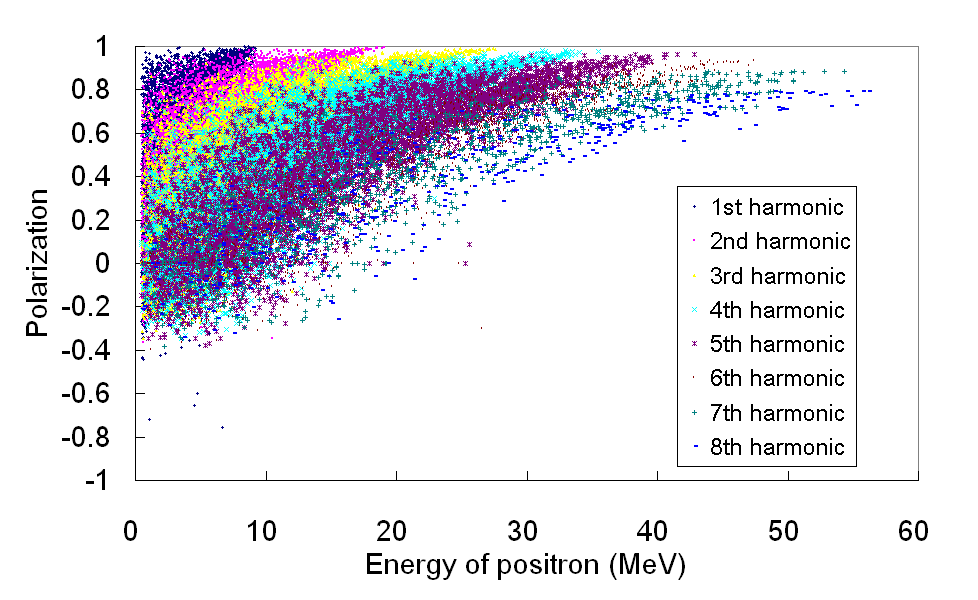 1
0.8
0.6
0.4
0.2
0
-0.2
-0.4
-0.6
-0.8
-1
Polarization
1st harmonic
2nd harmonic
3rd harmonic
4th harmonic
5th harmonic
6th harmonic
7th harmonic
8th harmonic
0 10 20 30 40 50 60
Energy of positron (MeV)